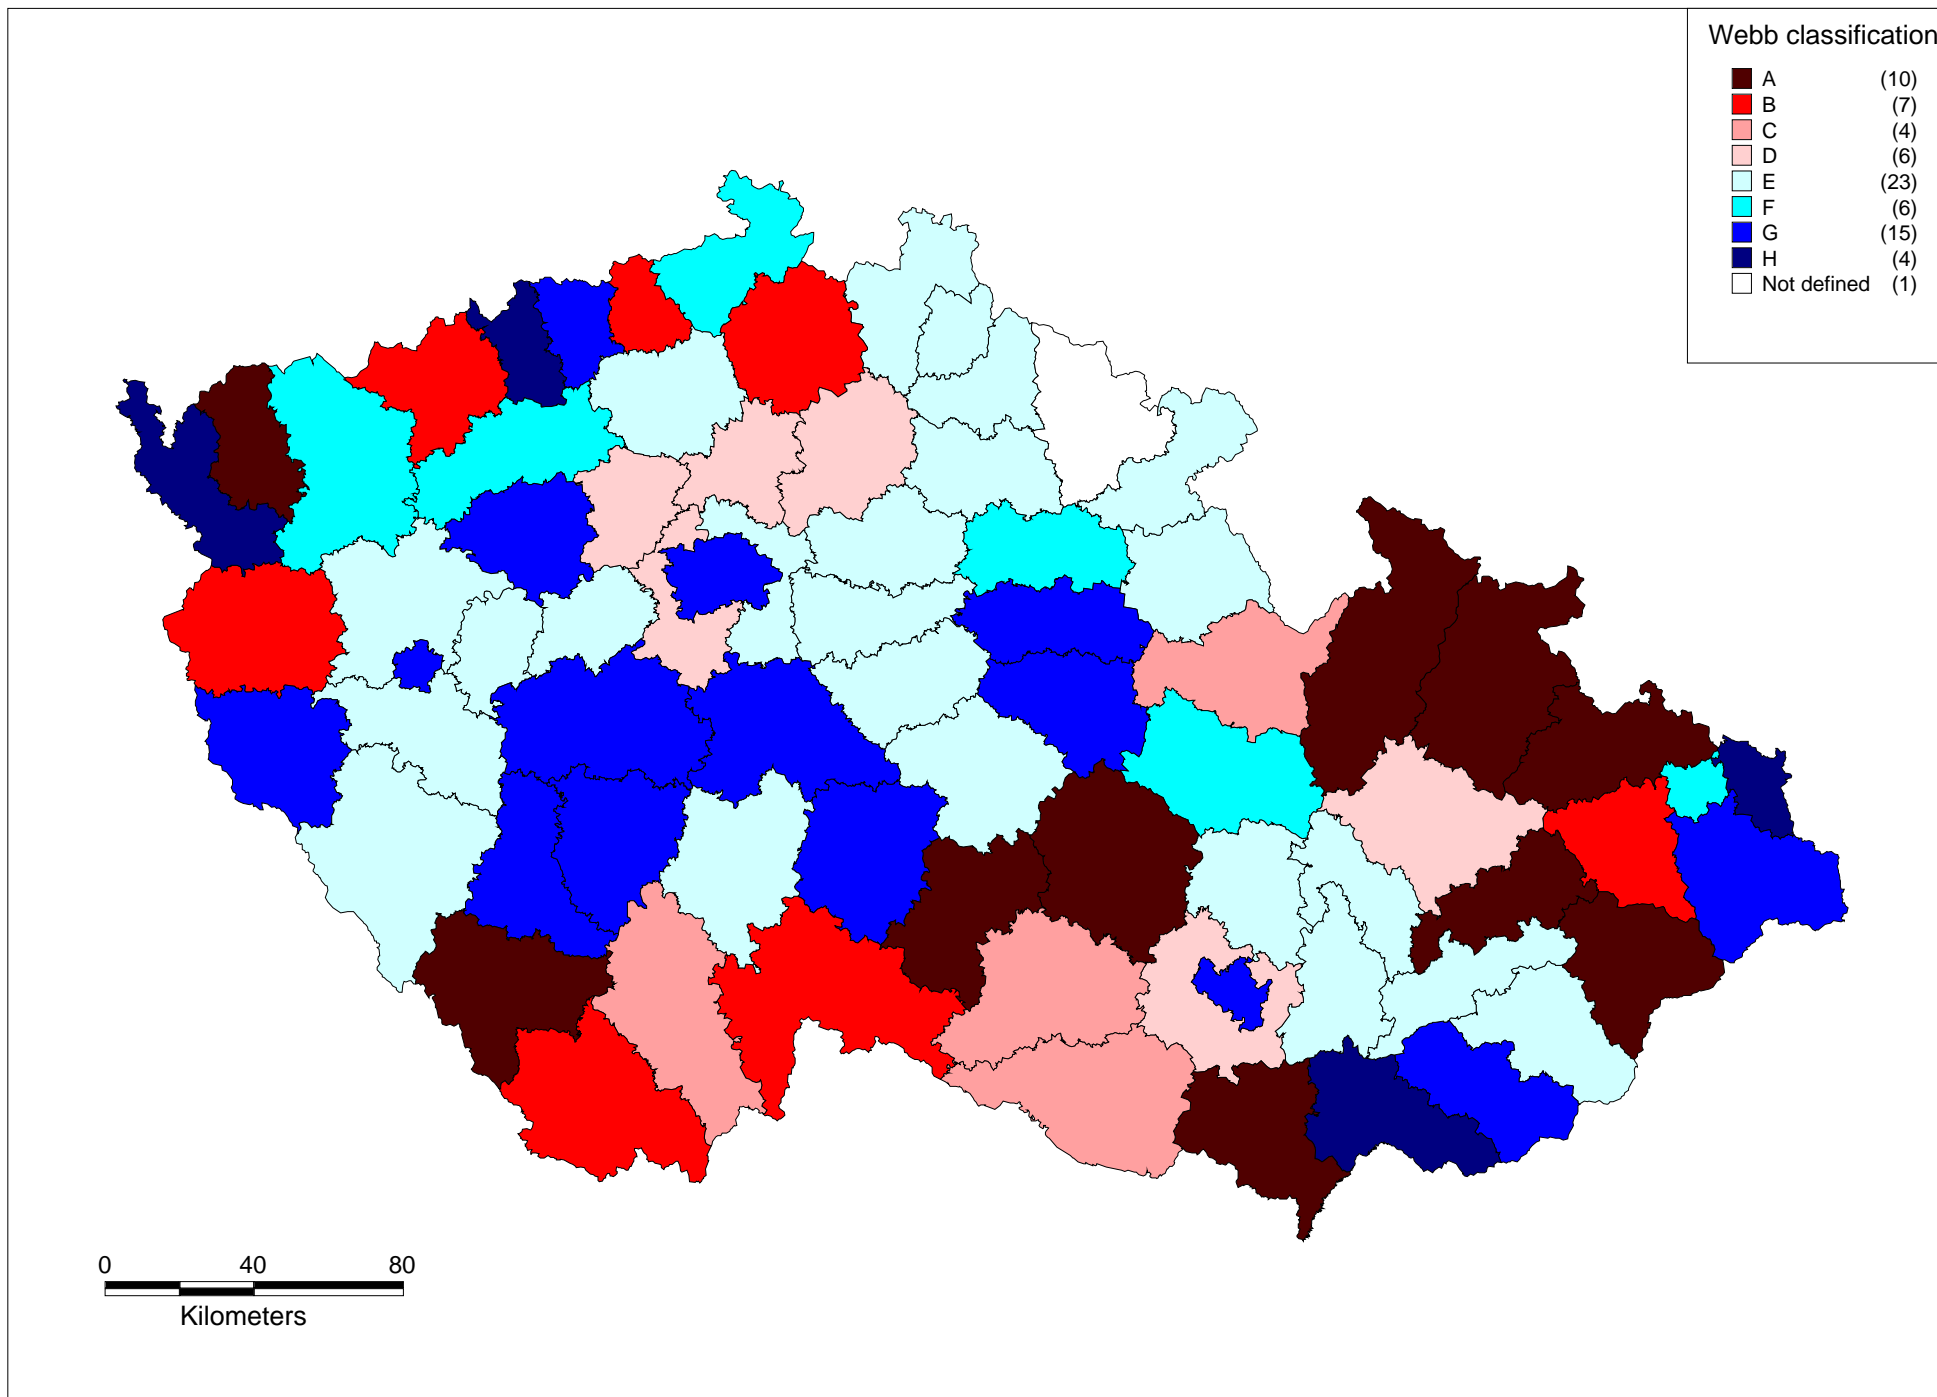 Webb classification
A (10)
B (7)
C (4)
D (6)
E (23)
F (6)
G (15)
H (4)
Not defined (1)
0 40 80
Kilometers